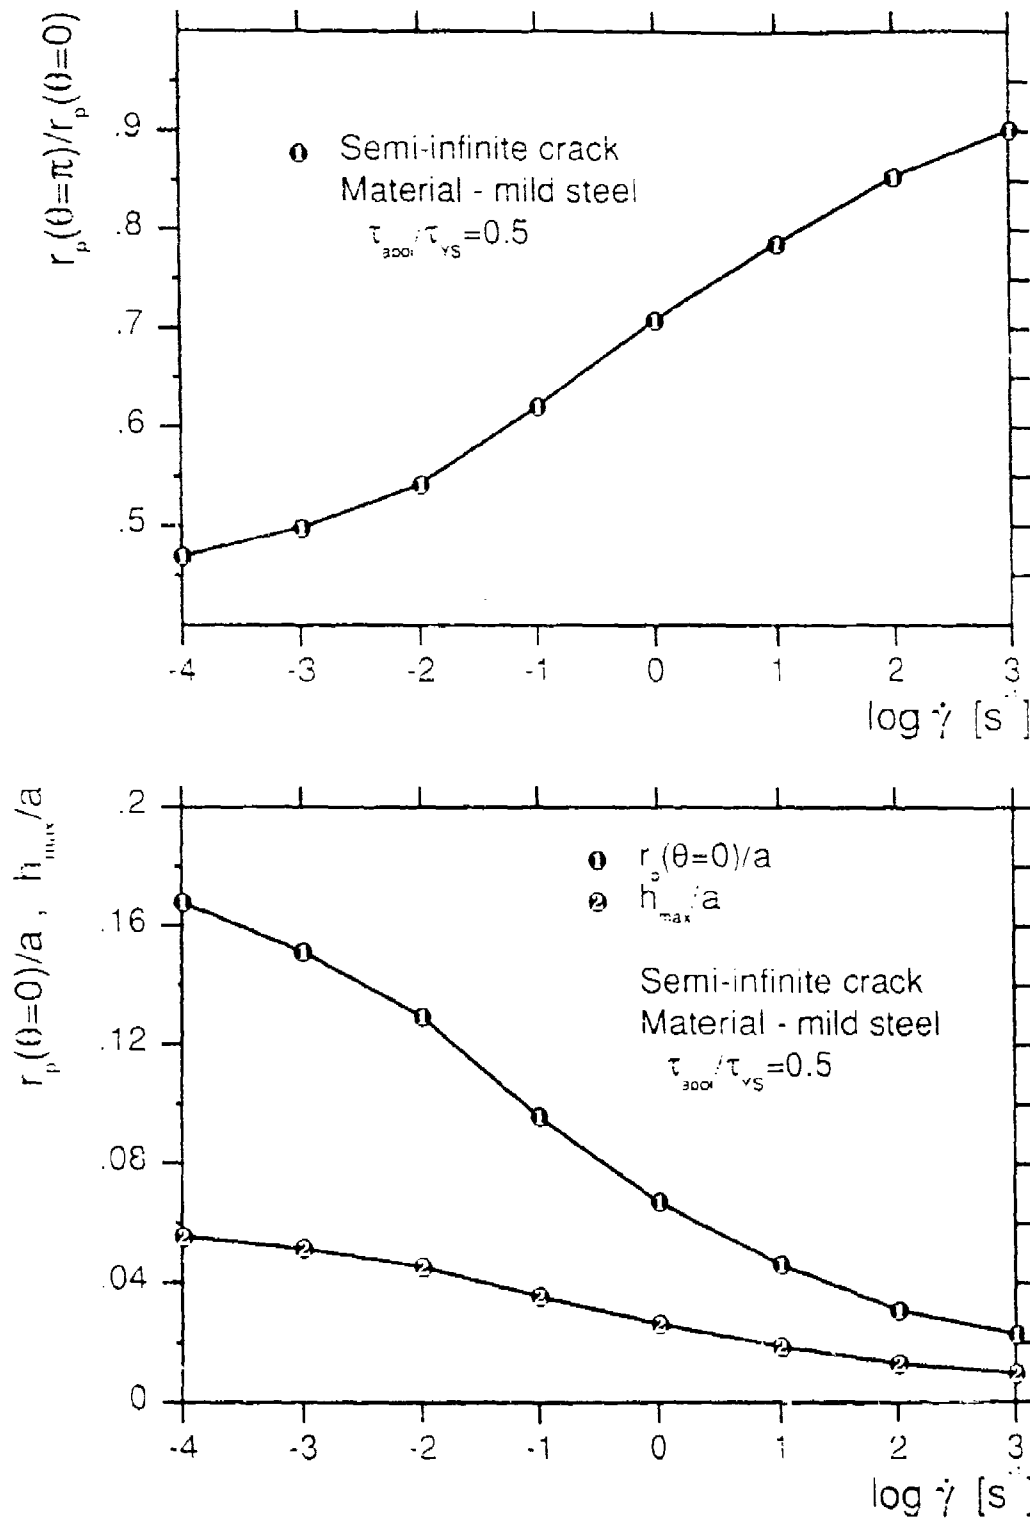 r_p(θ=π)/r_p(θ=0)
.9
.8
.7
.6
.5
1 Semi-infinite crack
Material - mild steel
τ_appl/τ_YS=0.5
-4 -3 -2 -1 0 1 2 3
log γ̇ [s⁻¹]
r_p(θ=0)/a , h_max/a
.2
.16
.12
.08
.04
0
1 r_p(θ=0)/a
2 h_max/a
Semi-infinite crack
Material - mild steel
τ_appl/τ_YS=0.5
-4 -3 -2 -1 0 1 2 3
log γ̇ [s⁻¹]